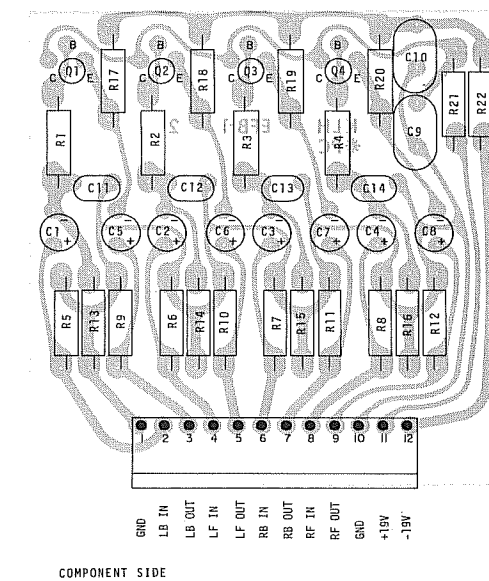 B B B B
C Q1 E C Q2 E C Q3 E C Q4 E
R17 R18 R19 R20 C10
R21 R22
R1 R2 R3 R4 C9
C11 C12 C13 C14
C1 C5 C2 C6 C3 C7 C4 C8
− + − + − + − + − + − + − + − +
R5 R13 R9 R6 R14 R10 R7 R15 R11 R8 R16 R12
1 2 3 4 5 6 7 8 9 10 11 12
GND
LB IN
LB OUT
LF IN
LF OUT
RB IN
RB OUT
RF IN
RF OUT
GND
+19V
-19V
COMPONENT SIDE